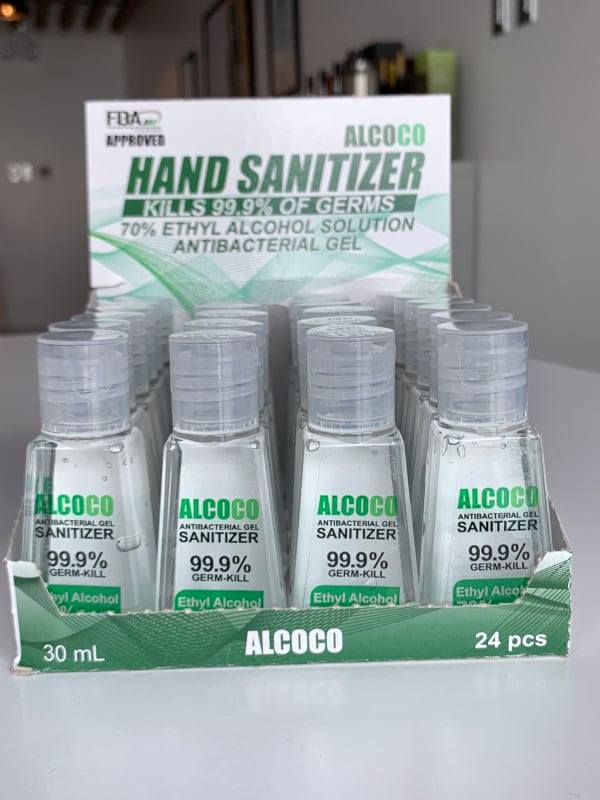 FDA
APPROVED
ALCOCO
HAND SANITIZER
KILLS 99.9% OF GERMS
70% ETHYL ALCOHOL SOLUTION
ANTIBACTERIAL GEL
ALCOCO
ANTIBACTERIAL GEL
SANITIZER
99.9%
GERM-KILL
Ethyl Alcohol
ALCOCO
ANTIBACTERIAL GEL
SANITIZER
99.9%
GERM-KILL
Ethyl Alcohol
ALCOCO
ANTIBACTERIAL GEL
SANITIZER
99.9%
GERM-KILL
Ethyl Alcohol
ALCOCO
ANTIBACTERIAL GEL
SANITIZER
99.9%
GERM-KILL
Ethyl Alcohol
30 mL
ALCOCO
24 pcs